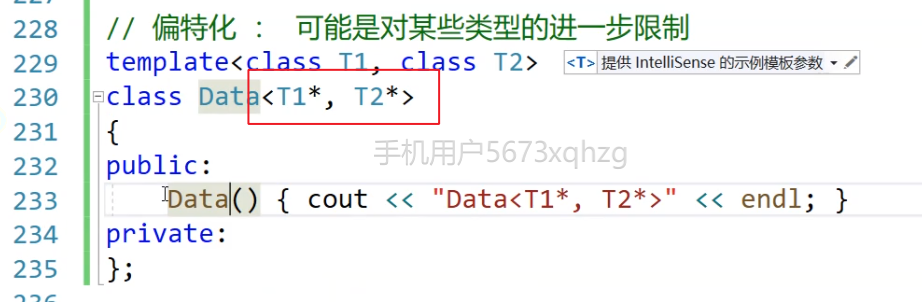 228 // 偏特化 ： 可能是对某些类型的进一步限制
229 template<class T1, class T2> <T> 提供 IntelliSense 的示例模板参数
230 class Data<T1*, T2*>
231 {
232 public:
手机用户5673xqhzg
233 Data() { cout << "Data<T1*, T2*>" << endl; }
234 private:
235 };
236